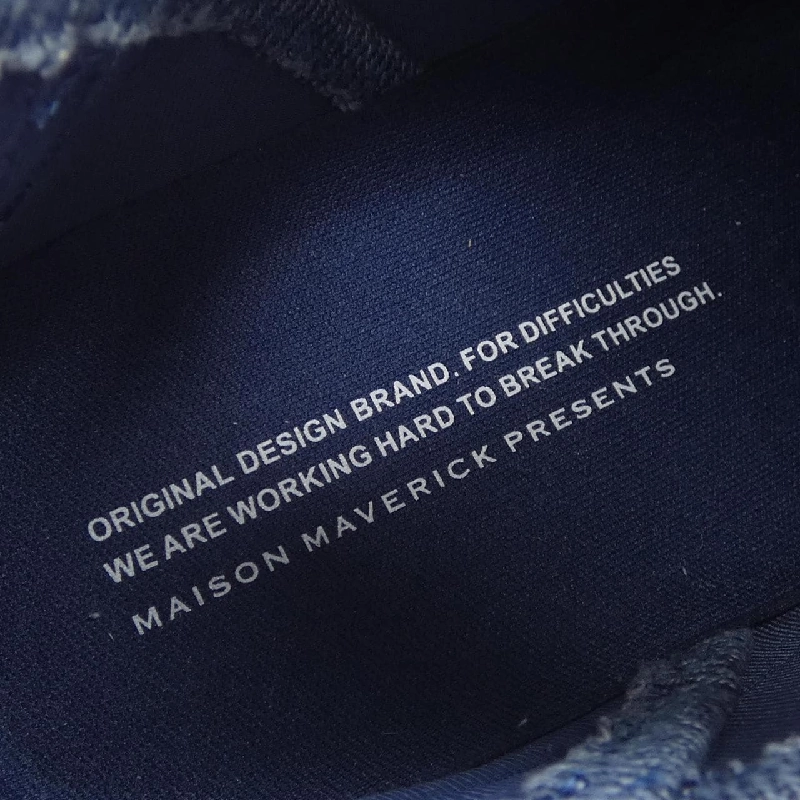 ORIGINAL DESIGN BRAND. FOR DIFFICULTIES
WE ARE WORKING HARD TO BREAK THROUGH.
MAISON MAVERICK PRESENTS